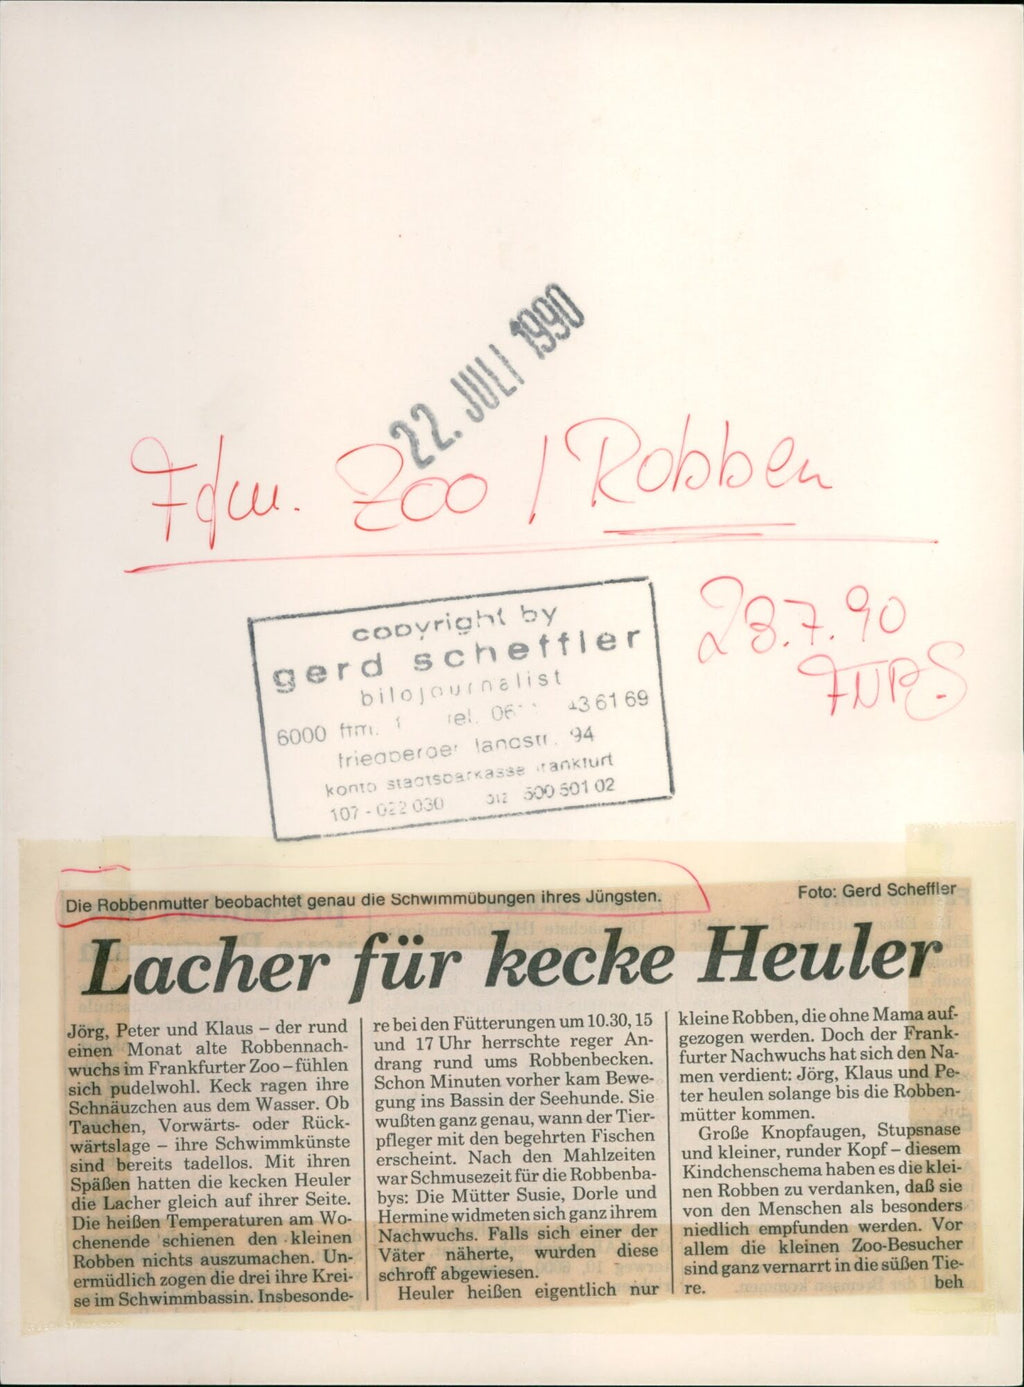 22. JULI 1990
Zoo / Robben
copyright by
gerd scheffler
bildjournalist
6000 ffm. 1 tel. 06 43 61 69
friedberger landstr. 94
konto stadtsparkasse frankfurt
107-022 030 blz 500 501 02
23.7.90
Die Robbenmutter beobachtet genau die Schwimmübungen ihres Jüngsten.
Foto: Gerd Scheffler
Lacher für kecke Heuler
Jörg, Peter und Klaus – der rund
einen Monat alte Robbennach-
wuchs im Frankfurter Zoo – fühlen
sich pudelwohl. Keck ragen ihre
Schnäuzchen aus dem Wasser. Ob
Tauchen, Vorwärts- oder Rück-
wärtslage – ihre Schwimmkünste
sind bereits tadellos. Mit ihren
Späßen hatten die kecken Heuler
die Lacher gleich auf ihrer Seite.
Die heißen Temperaturen am Wo-
chenende schienen den kleinen
Robben nichts auszumachen. Un-
ermüdlich zogen die drei ihre Krei-
se im Schwimmbassin. Insbesonde-
re bei den Fütterungen um 10.30, 15
und 17 Uhr herrschte reger An-
drang rund ums Robbenbecken.
Schon Minuten vorher kam Bewe-
gung ins Bassin der Seehunde. Sie
wußten ganz genau, wann der Tier-
pfleger mit den begehrten Fischen
erscheint. Nach den Mahlzeiten
war Schmusezeit für die Robbenba-
bys: Die Mütter Susie, Dorle und
Hermine widmeten sich ganz ihrem
Nachwuchs. Falls sich einer der
Väter näherte, wurden diese
schroff abgewiesen.
Heuler heißen eigentlich nur
kleine Robben, die ohne Mama auf-
gezogen werden. Doch der Frank-
furter Nachwuchs hat sich den Na-
men verdient: Jörg, Klaus und Pe-
ter heulen solange bis die Robben-
mütter kommen.
Große Knopfaugen, Stupsnase
und kleiner, runder Kopf – diesem
Kindchenschema haben es die klei-
nen Robben zu verdanken, daß sie
von den Menschen als besonders
niedlich empfunden werden. Vor
allem die kleinen Zoo-Besucher
sind ganz vernarrt in die süßen Tie-
re. beh